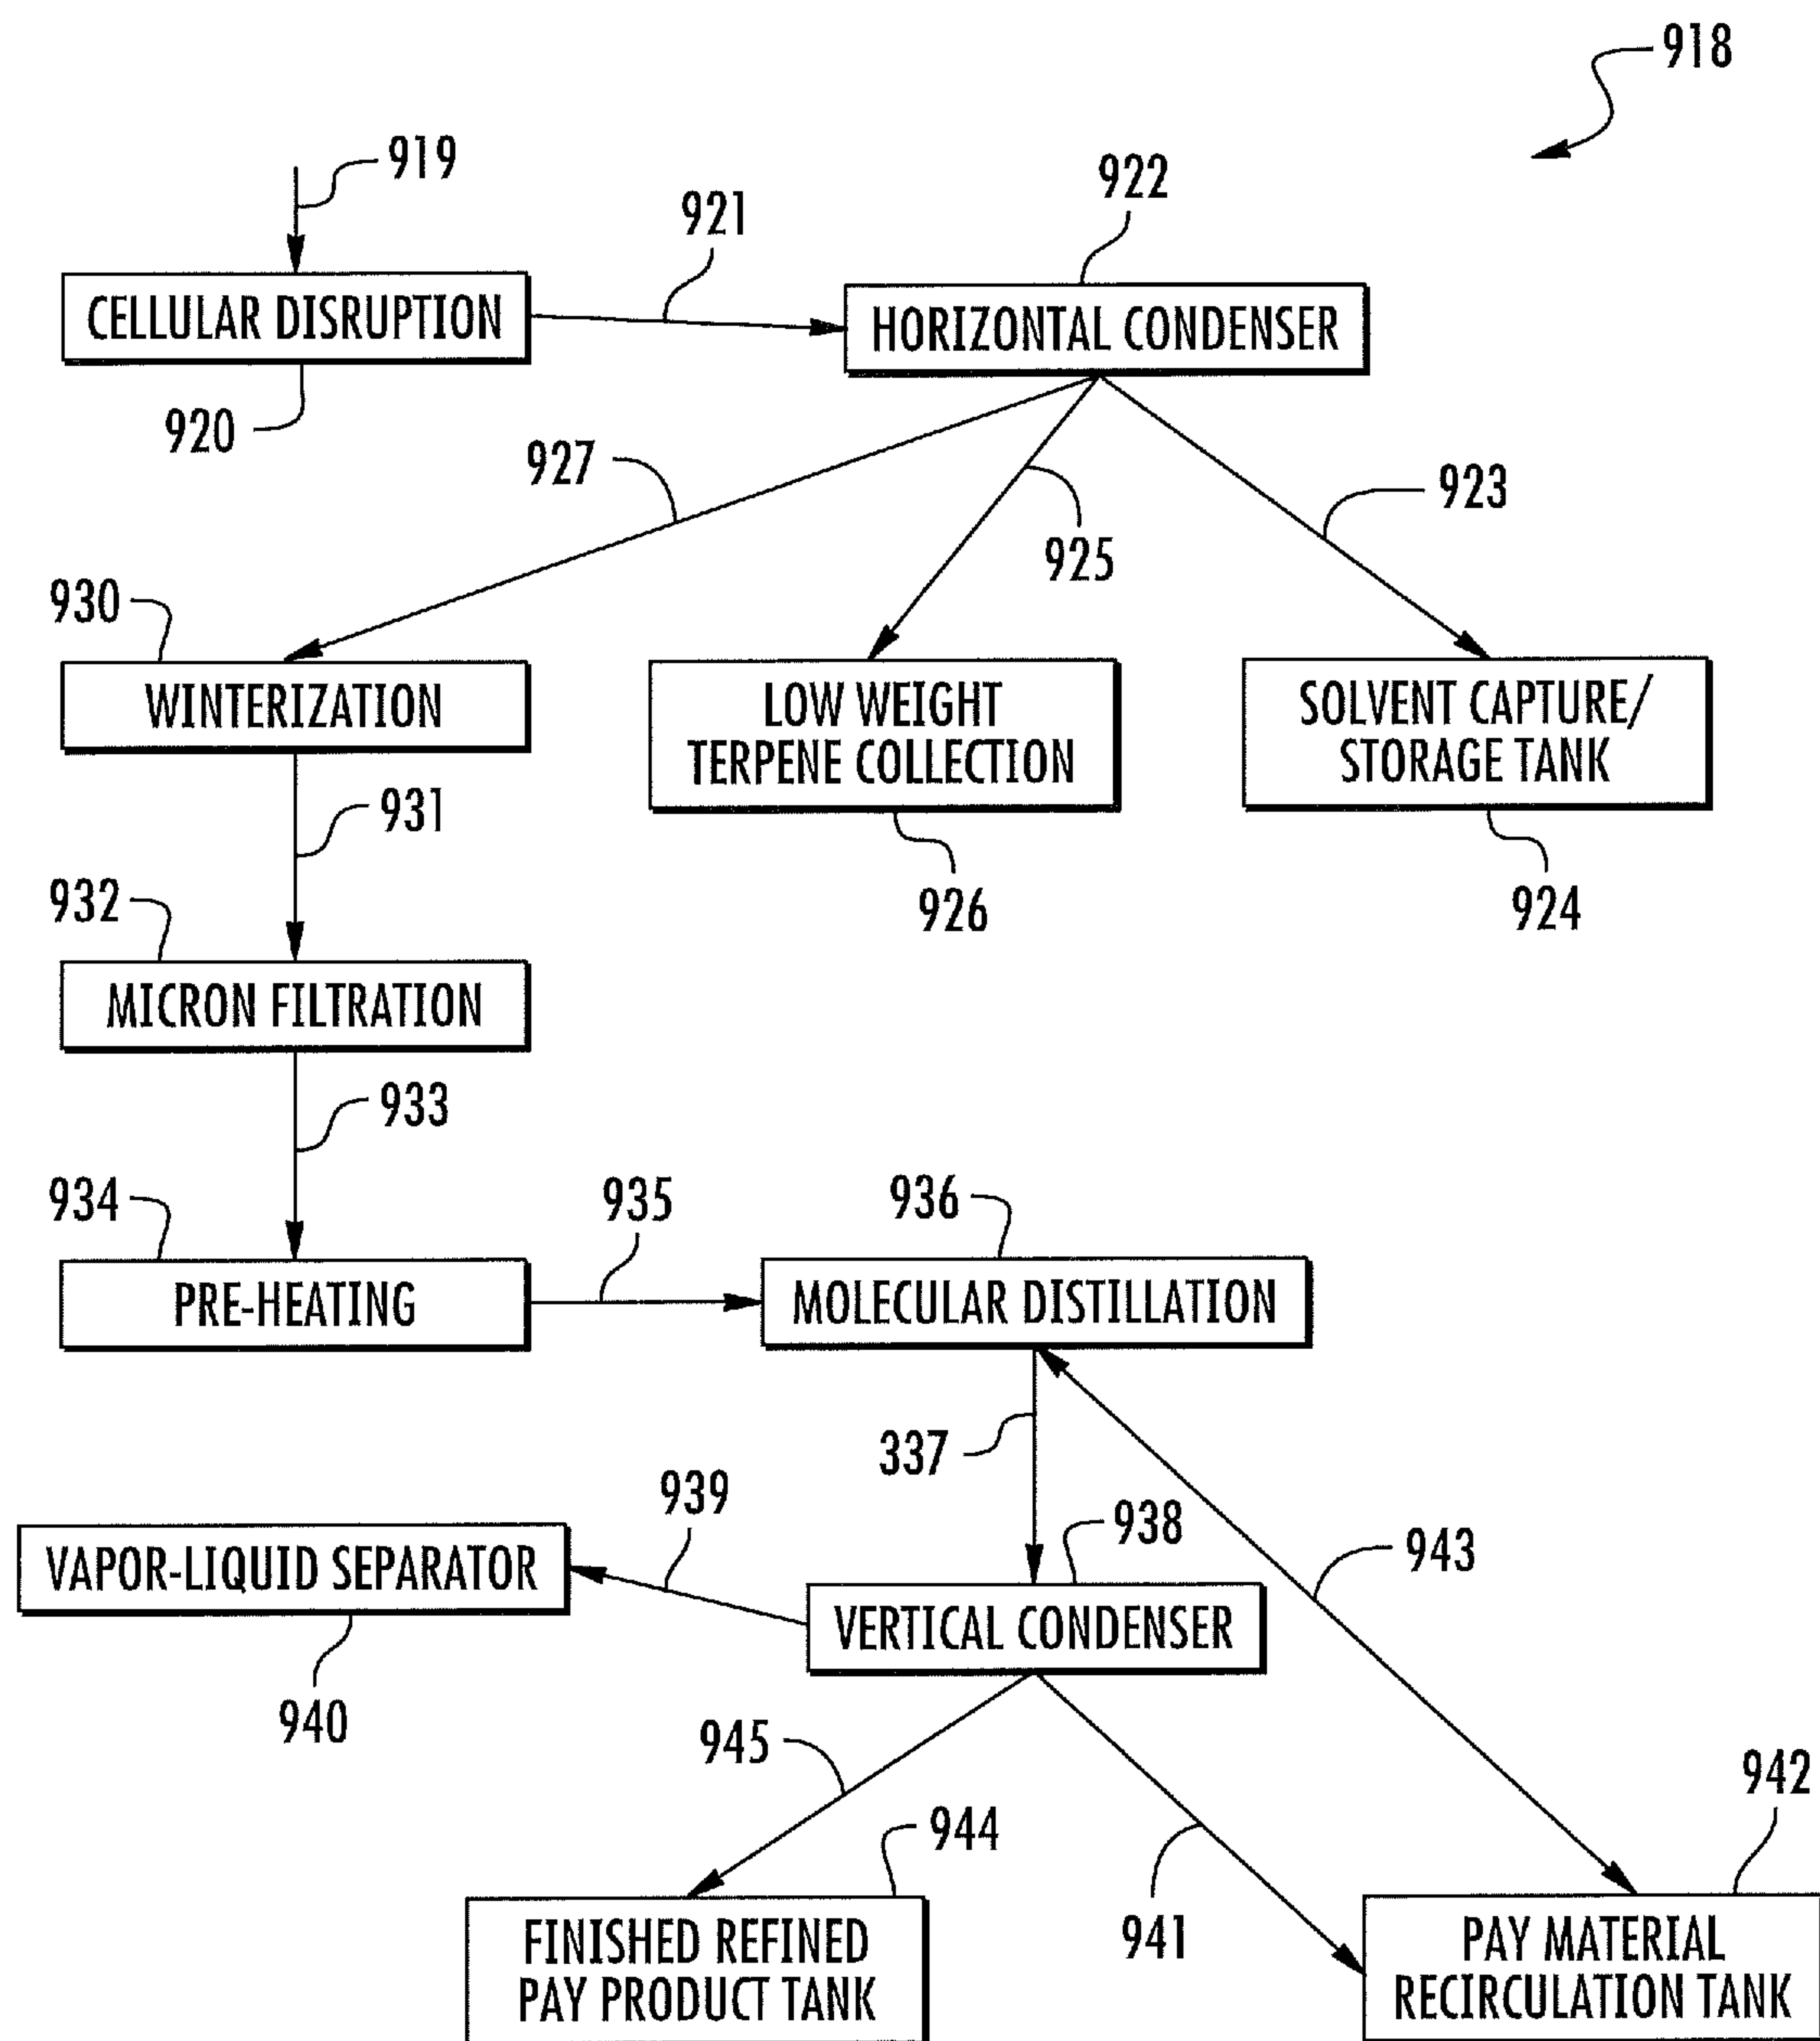 918
919
921
922
CELLULAR DISRUPTION
HORIZONTAL CONDENSER
920
927
925
923
930
WINTERIZATION
LOW WEIGHT
TERPENE COLLECTION
SOLVENT CAPTURE/
STORAGE TANK
931
926
924
932
MICRON FILTRATION
933
934
935
936
PRE-HEATING
MOLECULAR DISTILLATION
337
939
938
943
VAPOR-LIQUID SEPARATOR
VERTICAL CONDENSER
940
945
942
944
941
FINISHED REFINED
PAY PRODUCT TANK
PAY MATERIAL
RECIRCULATION TANK